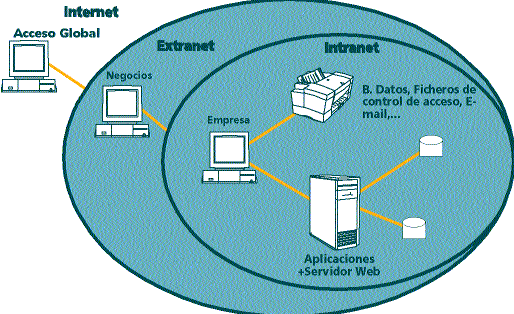 Internet
Acceso Global
Extranet
Intranet
Negocios
B. Datos, Ficheros de
control de acceso, E-
mail,...
Empresa
Aplicaciones
+Servidor Web